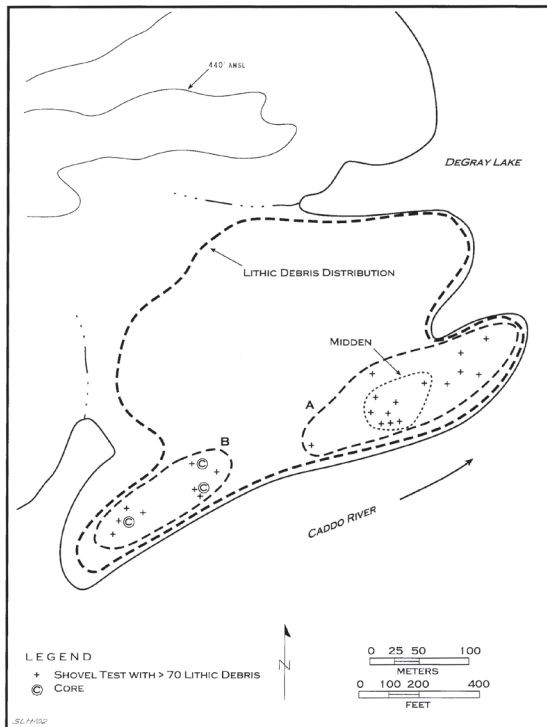 440' AMSL
DEGRAY LAKE
LITHIC DEBRIS DISTRIBUTION
MIDDEN
A
B
CADDO RIVER
LEGEND
+ SHOVEL TEST WITH > 70 LITHIC DEBRIS
© CORE
N
0 25 50 100
METERS
0 100 200 400
FEET
SLH/02